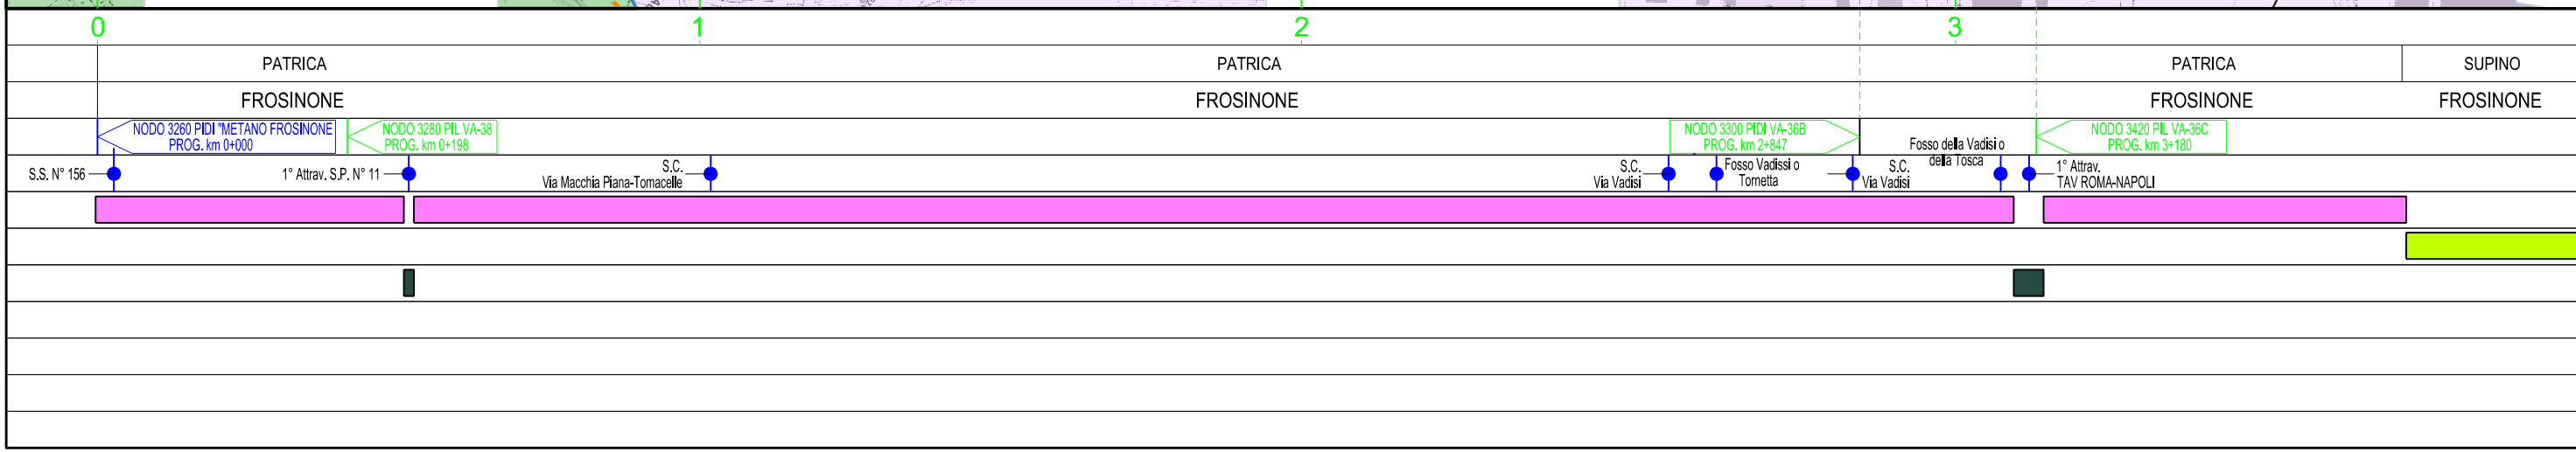 0 1 2 3
PATRICA PATRICA PATRICA SUPINO
FROSINONE FROSINONE FROSINONE FROSINONE
NODO 3260 PIDI "METANO FROSINONE
PROG. km 0+000
NODO 3280 PIL VA-38
PROG. km 0+198
NODO 3300 PIDI VA-36B
PROG. km 2+847
NODO 3420 PIL VA-36C
PROG. km 3+180
S.S. N° 156
1° Attrav. S.P. N° 11
S.C.
Via Macchia Piana-Tomacelle
S.C.
Via Vadisi
Fosso Vadissi o
Tornetta
S.C.
Via Vadisi
Fosso della Vadisi o
della Tosca
1° Attrav.
TAV ROMA-NAPOLI